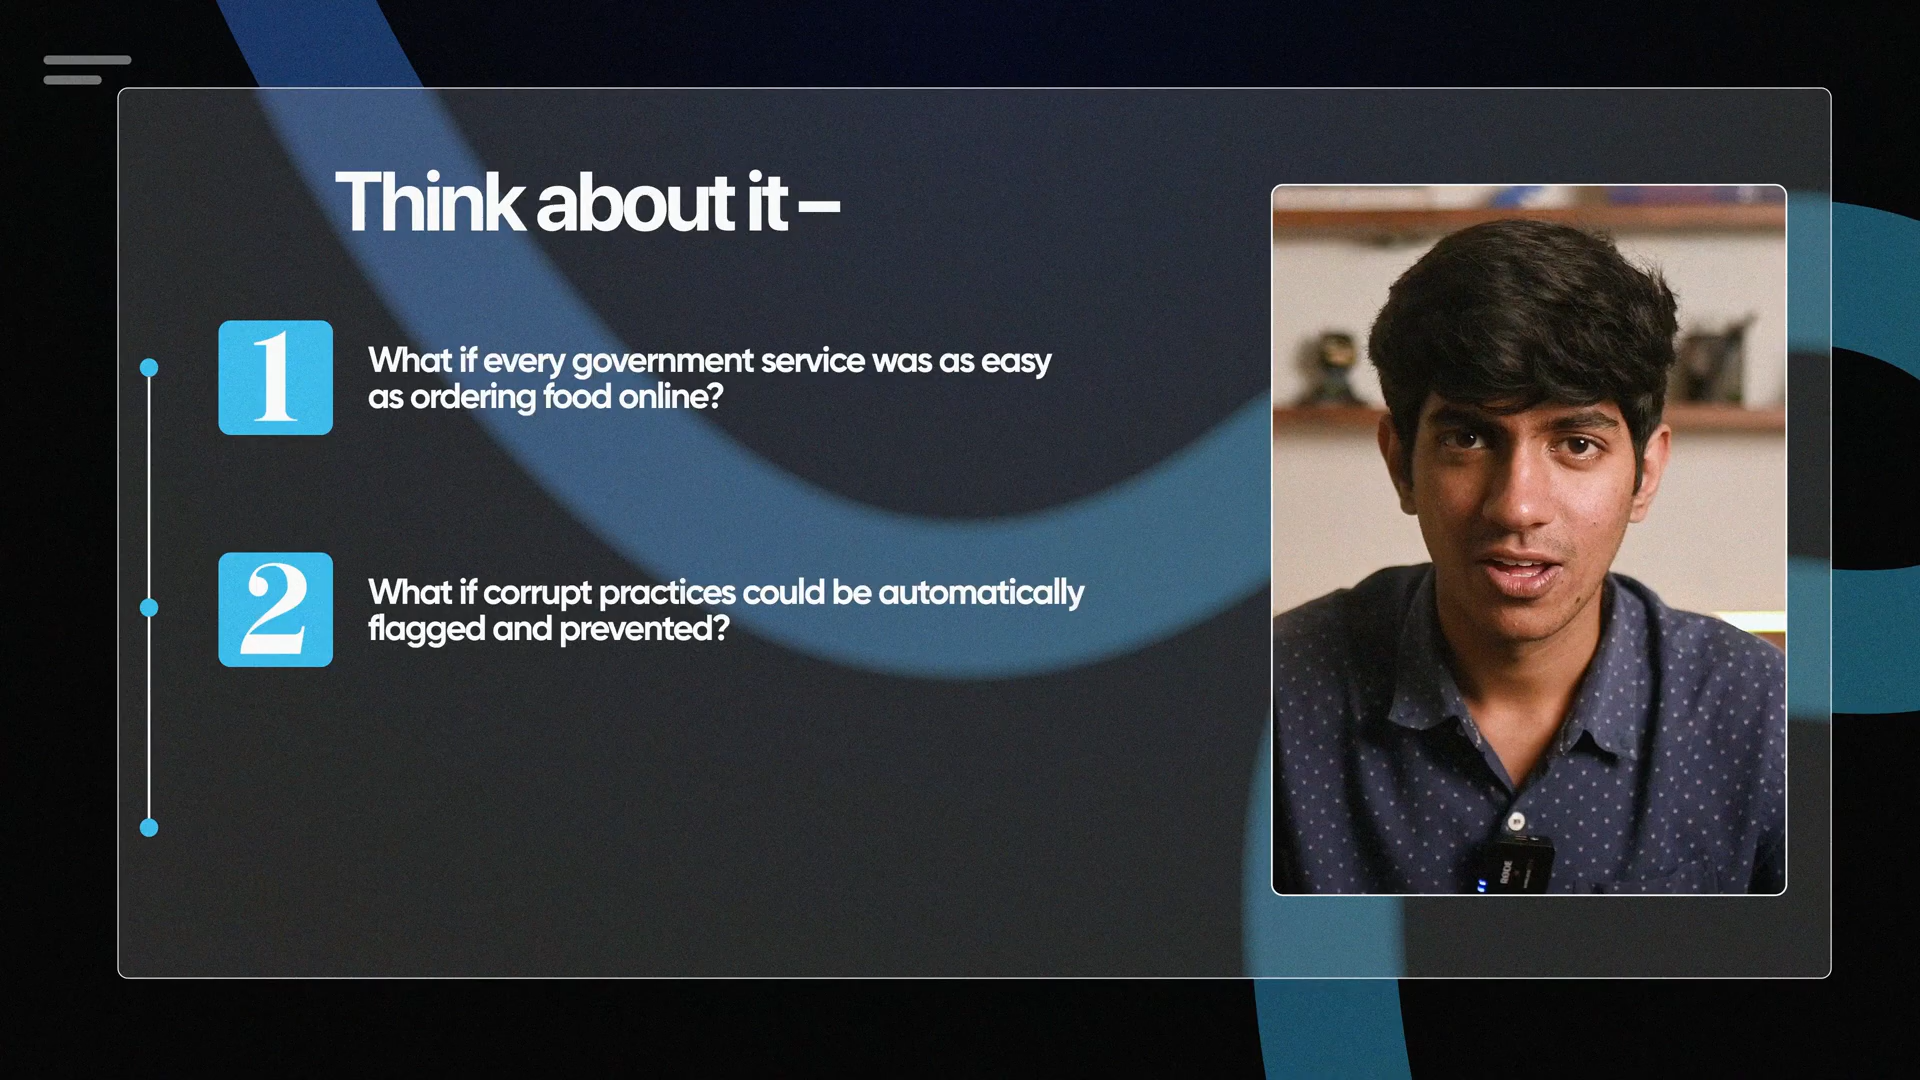 Think about it –
1
What if every government service was as easy
as ordering food online?
2
What if corrupt practices could be automatically
flagged and prevented?
RODE